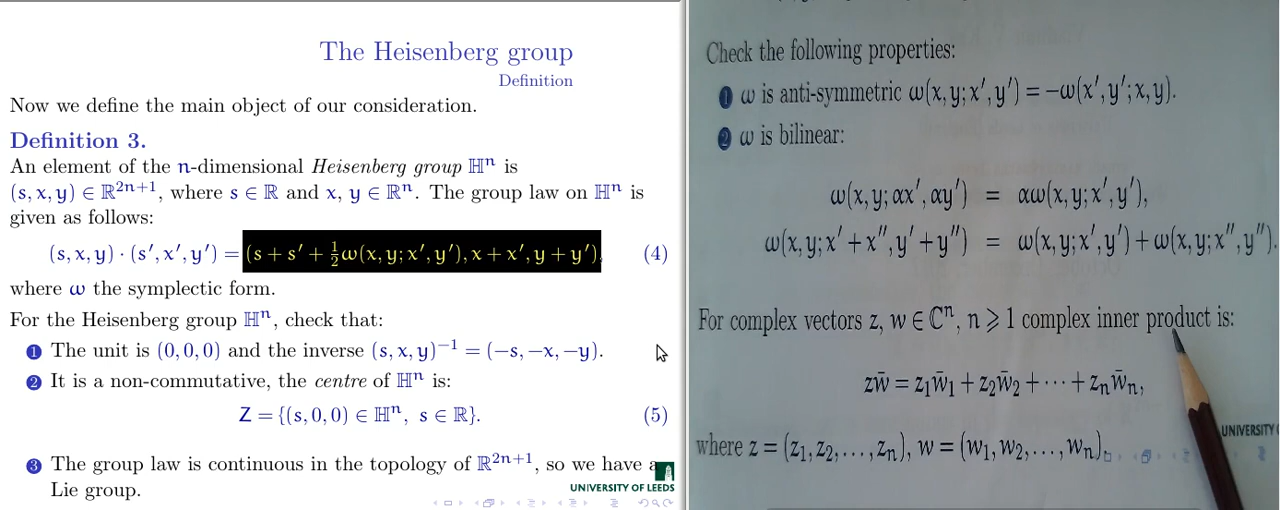 The Heisenberg group
Definition
Now we define the main object of our consideration.
Definition 3.
An element of the n-dimensional Heisenberg group ℍⁿ is
(s, x, y) ∈ ℝ²ⁿ⁺¹, where s ∈ ℝ and x, y ∈ ℝⁿ. The group law on ℍⁿ is
given as follows:
(s, x, y) · (s′, x′, y′) = (s + s′ + ½ω(x, y; x′, y′), x + x′, y + y′), (4)
where ω the symplectic form.
For the Heisenberg group ℍⁿ, check that:
1 The unit is (0, 0, 0) and the inverse (s, x, y)⁻¹ = (−s, −x, −y).
2 It is a non-commutative, the centre of ℍⁿ is:
Z = {(s, 0, 0) ∈ ℍⁿ, s ∈ ℝ}. (5)
3 The group law is continuous in the topology of ℝ²ⁿ⁺¹, so we have a
Lie group.
UNIVERSITY OF LEEDS
Check the following properties:
1 ω is anti-symmetric ω(x, y; x′, y′) = −ω(x′, y′; x, y).
2 ω is bilinear:
ω(x, y; αx′, αy′) = αω(x, y; x′, y′),
ω(x, y; x′ + x″, y′ + y″) = ω(x, y; x′, y′) + ω(x, y; x″, y″).
For complex vectors z, w ∈ ℂⁿ, n ⩾ 1 complex inner product is:
zw̄ = z₁w̄₁ + z₂w̄₂ + ··· + zₙw̄ₙ,
where z = (z₁, z₂, . . . , zₙ), w = (w₁, w₂, . . . , wₙ).
UNIVERSITY